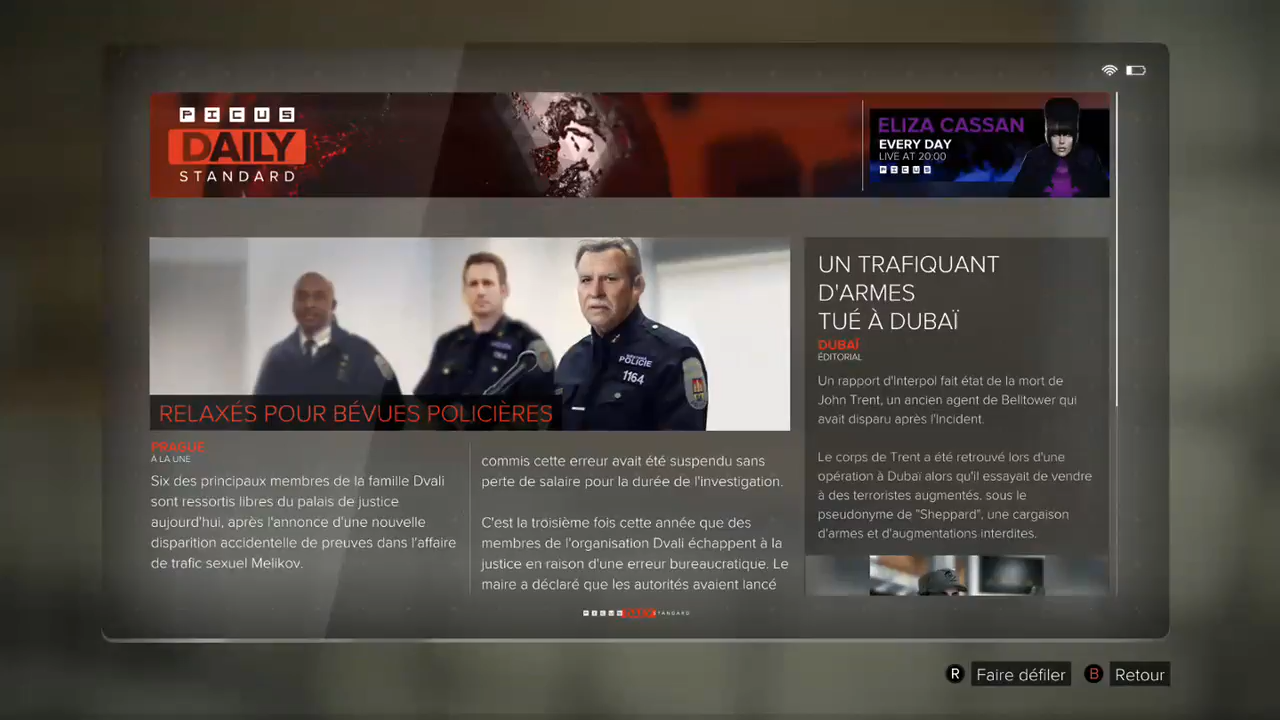 PICUS
DAILY
STANDARD
ELIZA CASSAN
EVERY DAY
LIVE AT 20:00
PICUS
POLICIE
1164
RELAXÉS POUR BÉVUES POLICIÈRES
PRAGUE
À LA UNE
Six des principaux membres de la famille Dvali
sont ressortis libres du palais de justice
aujourd'hui, après l'annonce d'une nouvelle
disparition accidentelle de preuves dans l'affaire
de trafic sexuel Melikov.
commis cette erreur avait été suspendu sans
perte de salaire pour la durée de l'investigation.
C'est la troisième fois cette année que des
membres de l'organisation Dvali échappent à la
justice en raison d'une erreur bureaucratique. Le
maire a déclaré que les autorités avaient lancé
UN TRAFIQUANT
D'ARMES
TUÉ À DUBAÏ
DUBAÏ
ÉDITORIAL
Un rapport d'Interpol fait état de la mort de
John Trent, un ancien agent de Belltower qui
avait disparu après l'Incident.
Le corps de Trent a été retrouvé lors d'une
opération à Dubaï alors qu'il essayait de vendre
à des terroristes augmentés, sous le
pseudonyme de "Sheppard", une cargaison
d'armes et d'augmentations interdites.
PICUS DAILY STANDARD
R Faire défiler B Retour